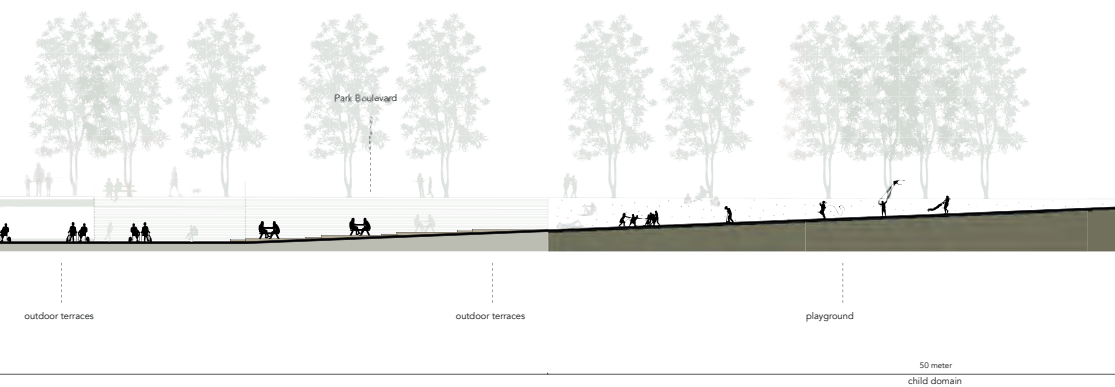 Park Boulevard
outdoor terraces
outdoor terraces
playground
50 meter
child domain